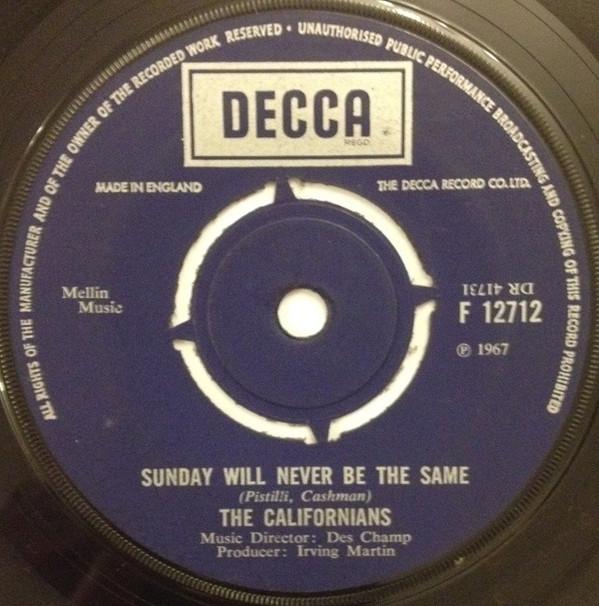 ALL RIGHTS OF THE MANUFACTURER AND OF THE OWNER OF THE RECORDED WORK RESERVED • UNAUTHORISED PUBLIC PERFORMANCE BROADCASTING AND COPYING OF THIS RECORD PROHIBITED
DECCA
REGD.
MADE IN ENGLAND
THE DECCA RECORD CO. LTD.
Mellin
Music
DR 41731
F 12712
Ⓟ 1967
SUNDAY WILL NEVER BE THE SAME
(Pistilli, Cashman)
THE CALIFORNIANS
Music Director: Des Champ
Producer: Irving Martin